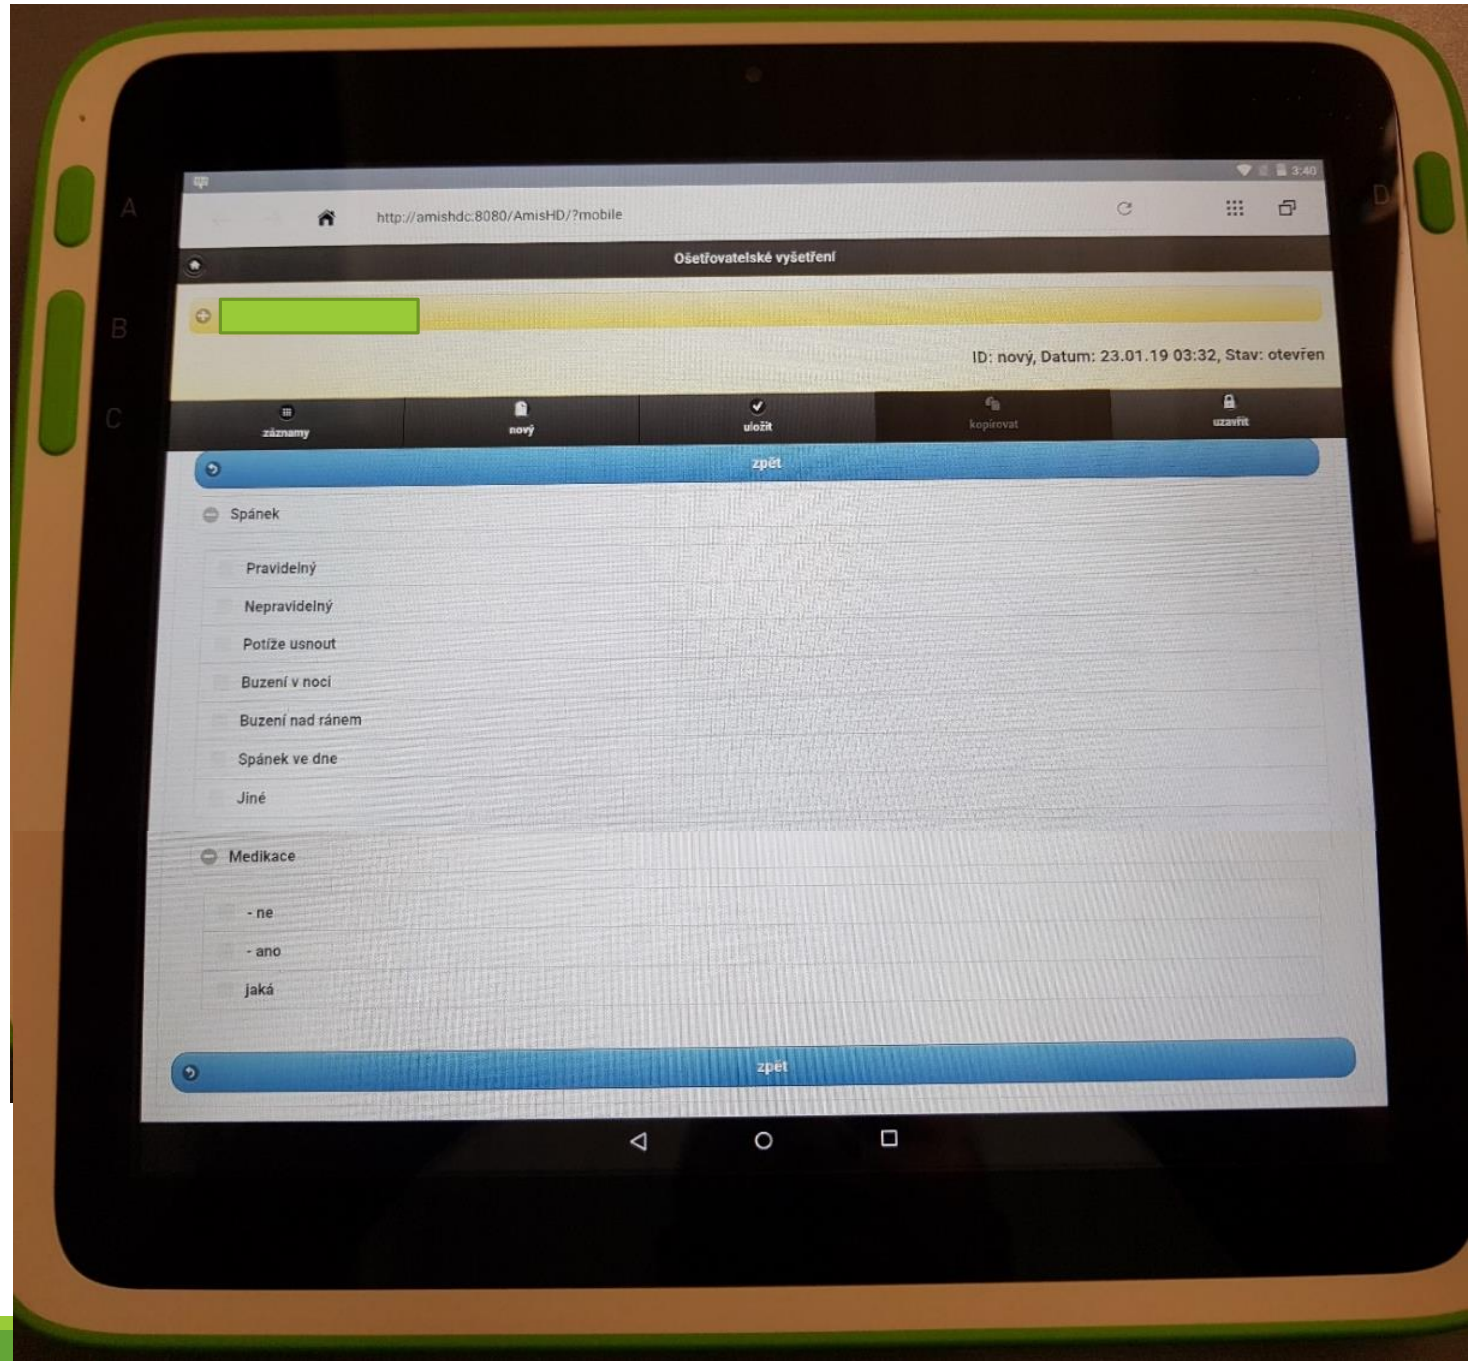 3:40
A
D
http://amishdc:8080/AmisHD/?mobile
Ošetřovatelské vyšetření
B
ID: nový, Datum: 23.01.19 03:32, Stav: otevřen
C
záznamy nový uložit kopírovat uzavřít
zpět
Spánek
Pravidelný
Nepravidelný
Potíže usnout
Buzení v noci
Buzení nad ránem
Spánek ve dne
Jiné
Medikace
- ne
- ano
jaká
zpět